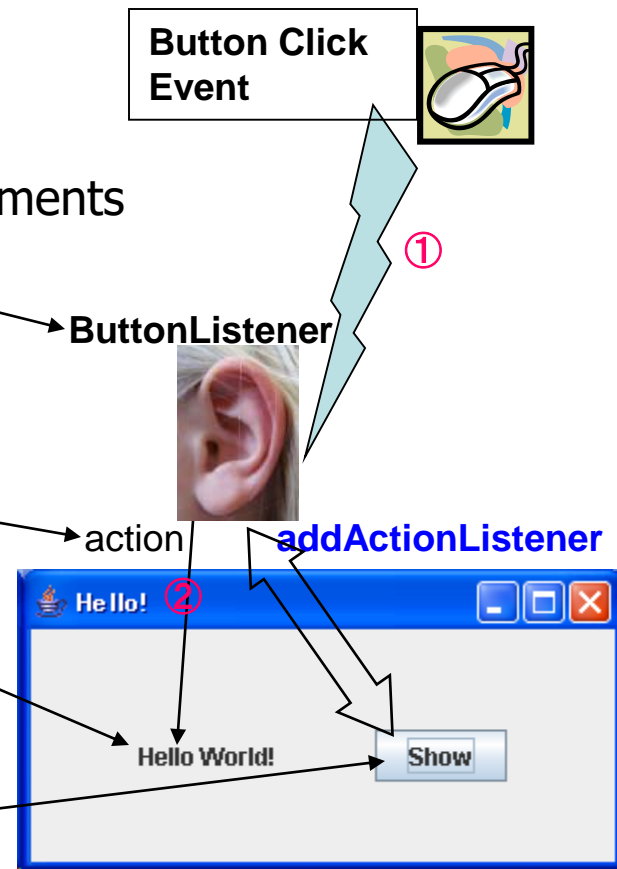 Button Click
Event
ments
①
ButtonListener
action
addActionListener
Hello!
②
Hello World!
Show